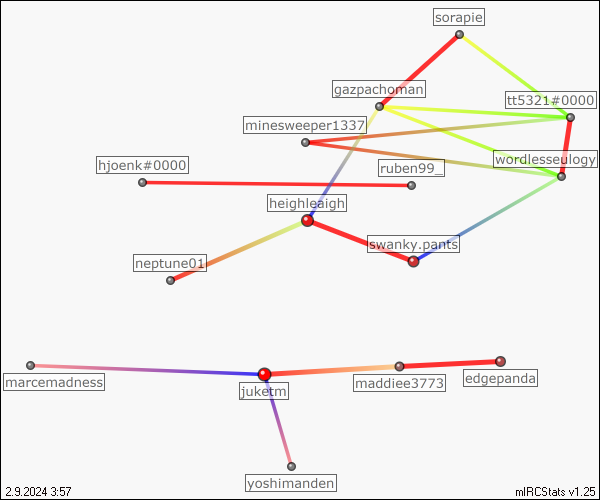 sorapie
gazpachoman
tt5321#0000
minesweeper1337
wordlesseulogy
hjoenk#0000
ruben99_
heighleaigh
swanky.pants
neptune01
marcemadness
juketm
maddiee3773
edgepanda
yoshimanden
2.9.2024 3:57
mIRCStats v1.25